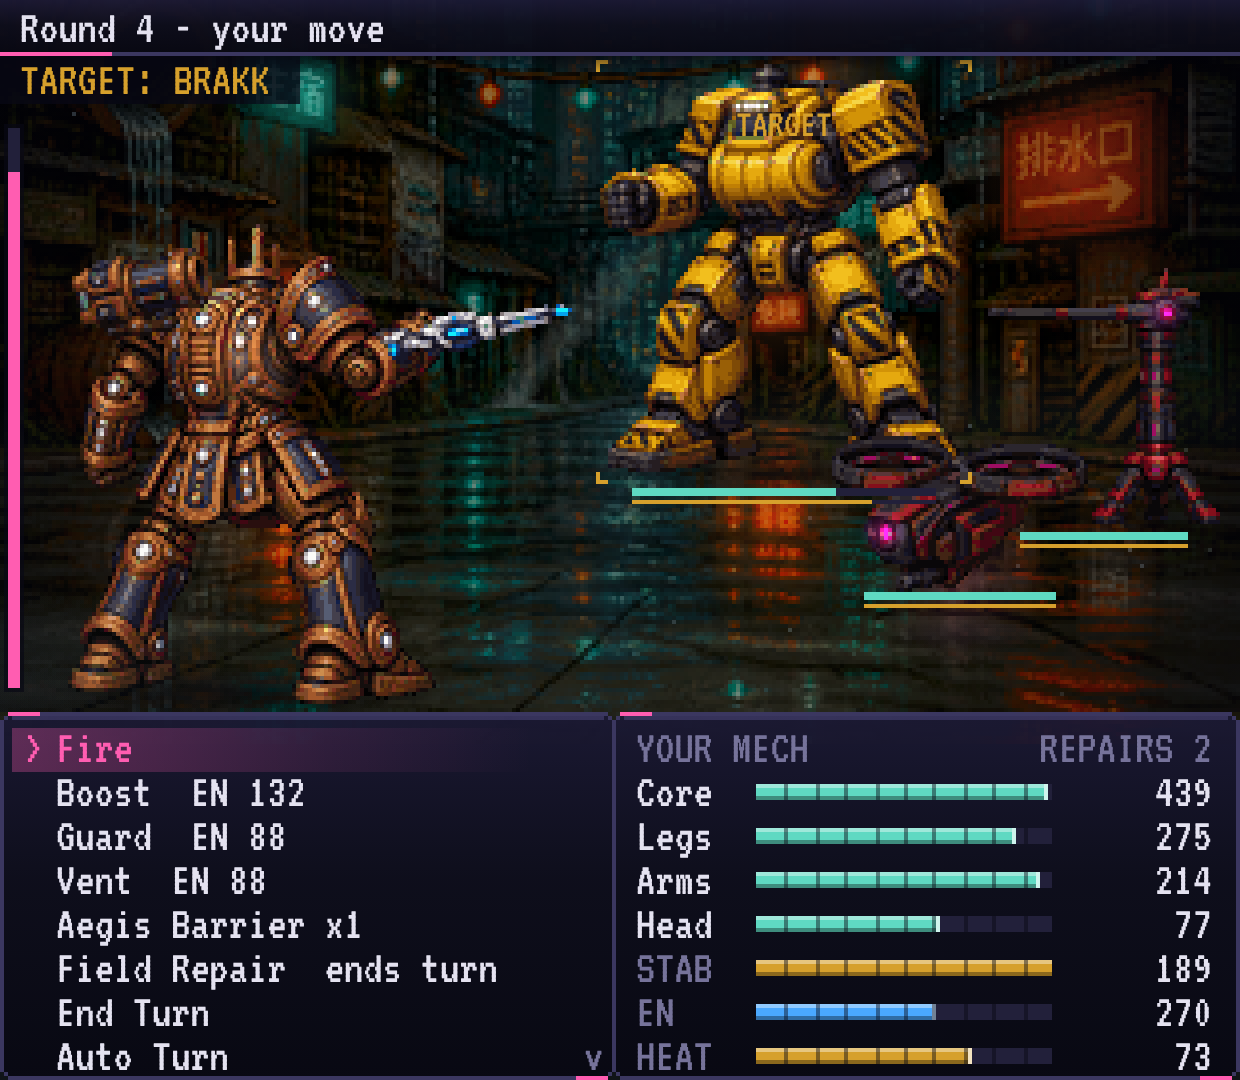 Round 4 - your move
TARGET: BRAKK
TARGET
排水口
> Fire
Boost EN 132
Guard EN 88
Vent EN 88
Aegis Barrier x1
Field Repair ends turn
End Turn
Auto Turn v
YOUR MECH REPAIRS 2
Core 439
Legs 275
Arms 214
Head 77
STAB 189
EN 270
HEAT 73